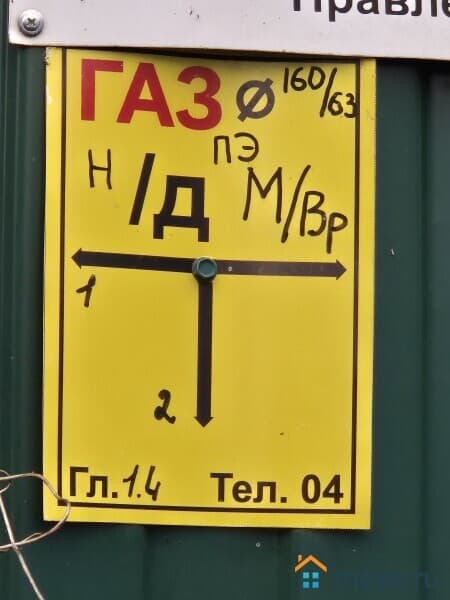 Правле
ГАЗ ⌀ 160/63
ПЭ
Н /Д М/Вр
1
2
Гл. 1.4 Тел. 04